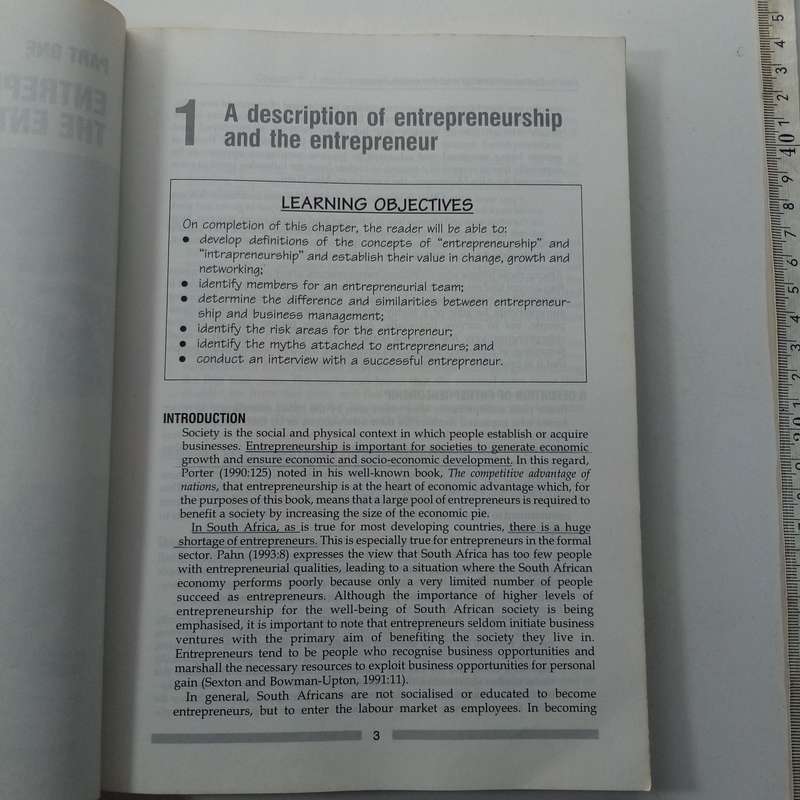 PART ONE
1 A description of entrepreneurship
and the entrepreneur
LEARNING OBJECTIVES
On completion of this chapter, the reader will be able to:
● develop definitions of the concepts of “entrepreneurship” and
“intrapreneurship” and establish their value in change, growth and
networking;
● identify members for an entrepreneurial team;
● determine the difference and similarities between entrepreneur-
ship and business management;
● identify the risk areas for the entrepreneur;
● identify the myths attached to entrepreneurs; and
● conduct an interview with a successful entrepreneur.
INTRODUCTION
Society is the social and physical context in which people establish or acquire
businesses. Entrepreneurship is important for societies to generate economic
growth and ensure economic and socio-economic development. In this regard,
Porter (1990:125) noted in his well-known book, The competitive advantage of
nations, that entrepreneurship is at the heart of economic advantage which, for
the purposes of this book, means that a large pool of entrepreneurs is required to
benefit a society by increasing the size of the economic pie.
In South Africa, as is true for most developing countries, there is a huge
shortage of entrepreneurs. This is especially true for entrepreneurs in the formal
sector. Pahn (1993:8) expresses the view that South Africa has too few people
with entrepreneurial qualities, leading to a situation where the South African
economy performs poorly because only a very limited number of people
succeed as entrepreneurs. Although the importance of higher levels of
entrepreneurship for the well-being of South African society is being
emphasised, it is important to note that entrepreneurs seldom initiate business
ventures with the primary aim of benefiting the society they live in.
Entrepreneurs tend to be people who recognise business opportunities and
marshall the necessary resources to exploit business opportunities for personal
gain (Sexton and Bowman-Upton, 1991:11).
In general, South Africans are not socialised or educated to become
entrepreneurs, but to enter the labour market as employees. In becoming
3